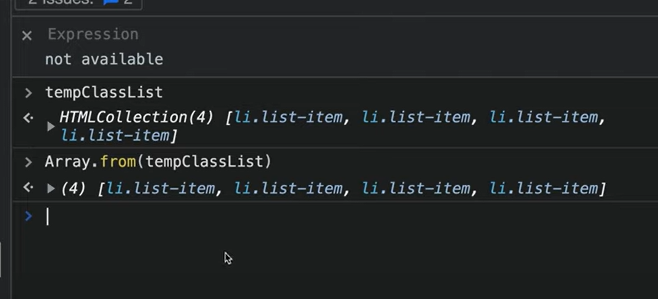 2 Issues: 2
Expression
not available
tempClassList
HTMLCollection(4) [li.list-item, li.list-item, li.list-item,
li.list-item]
Array.from(tempClassList)
(4) [li.list-item, li.list-item, li.list-item, li.list-item]